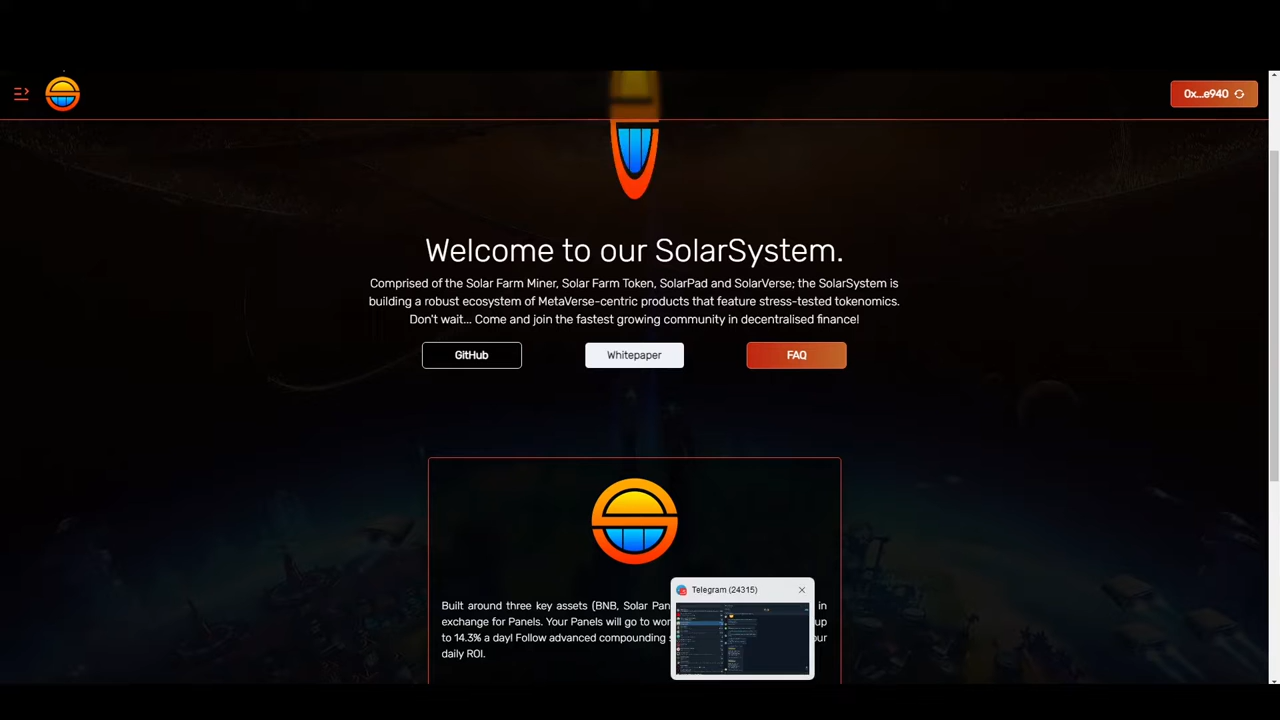 0x...e940
Welcome to our SolarSystem.
Comprised of the Solar Farm Miner, Solar Farm Token, SolarPad and SolarVerse; the SolarSystem is
building a robust ecosystem of MetaVerse-centric products that feature stress-tested tokenomics.
Don't wait... Come and join the fastest growing community in decentralised finance!
GitHub
Whitepaper
FAQ
Telegram (24315)
Built around three key assets (BNB, Solar Pan in
exchange for Panels. Your Panels will go to wor up
to 14.3% a day! Follow advanced compounding our
daily ROI.